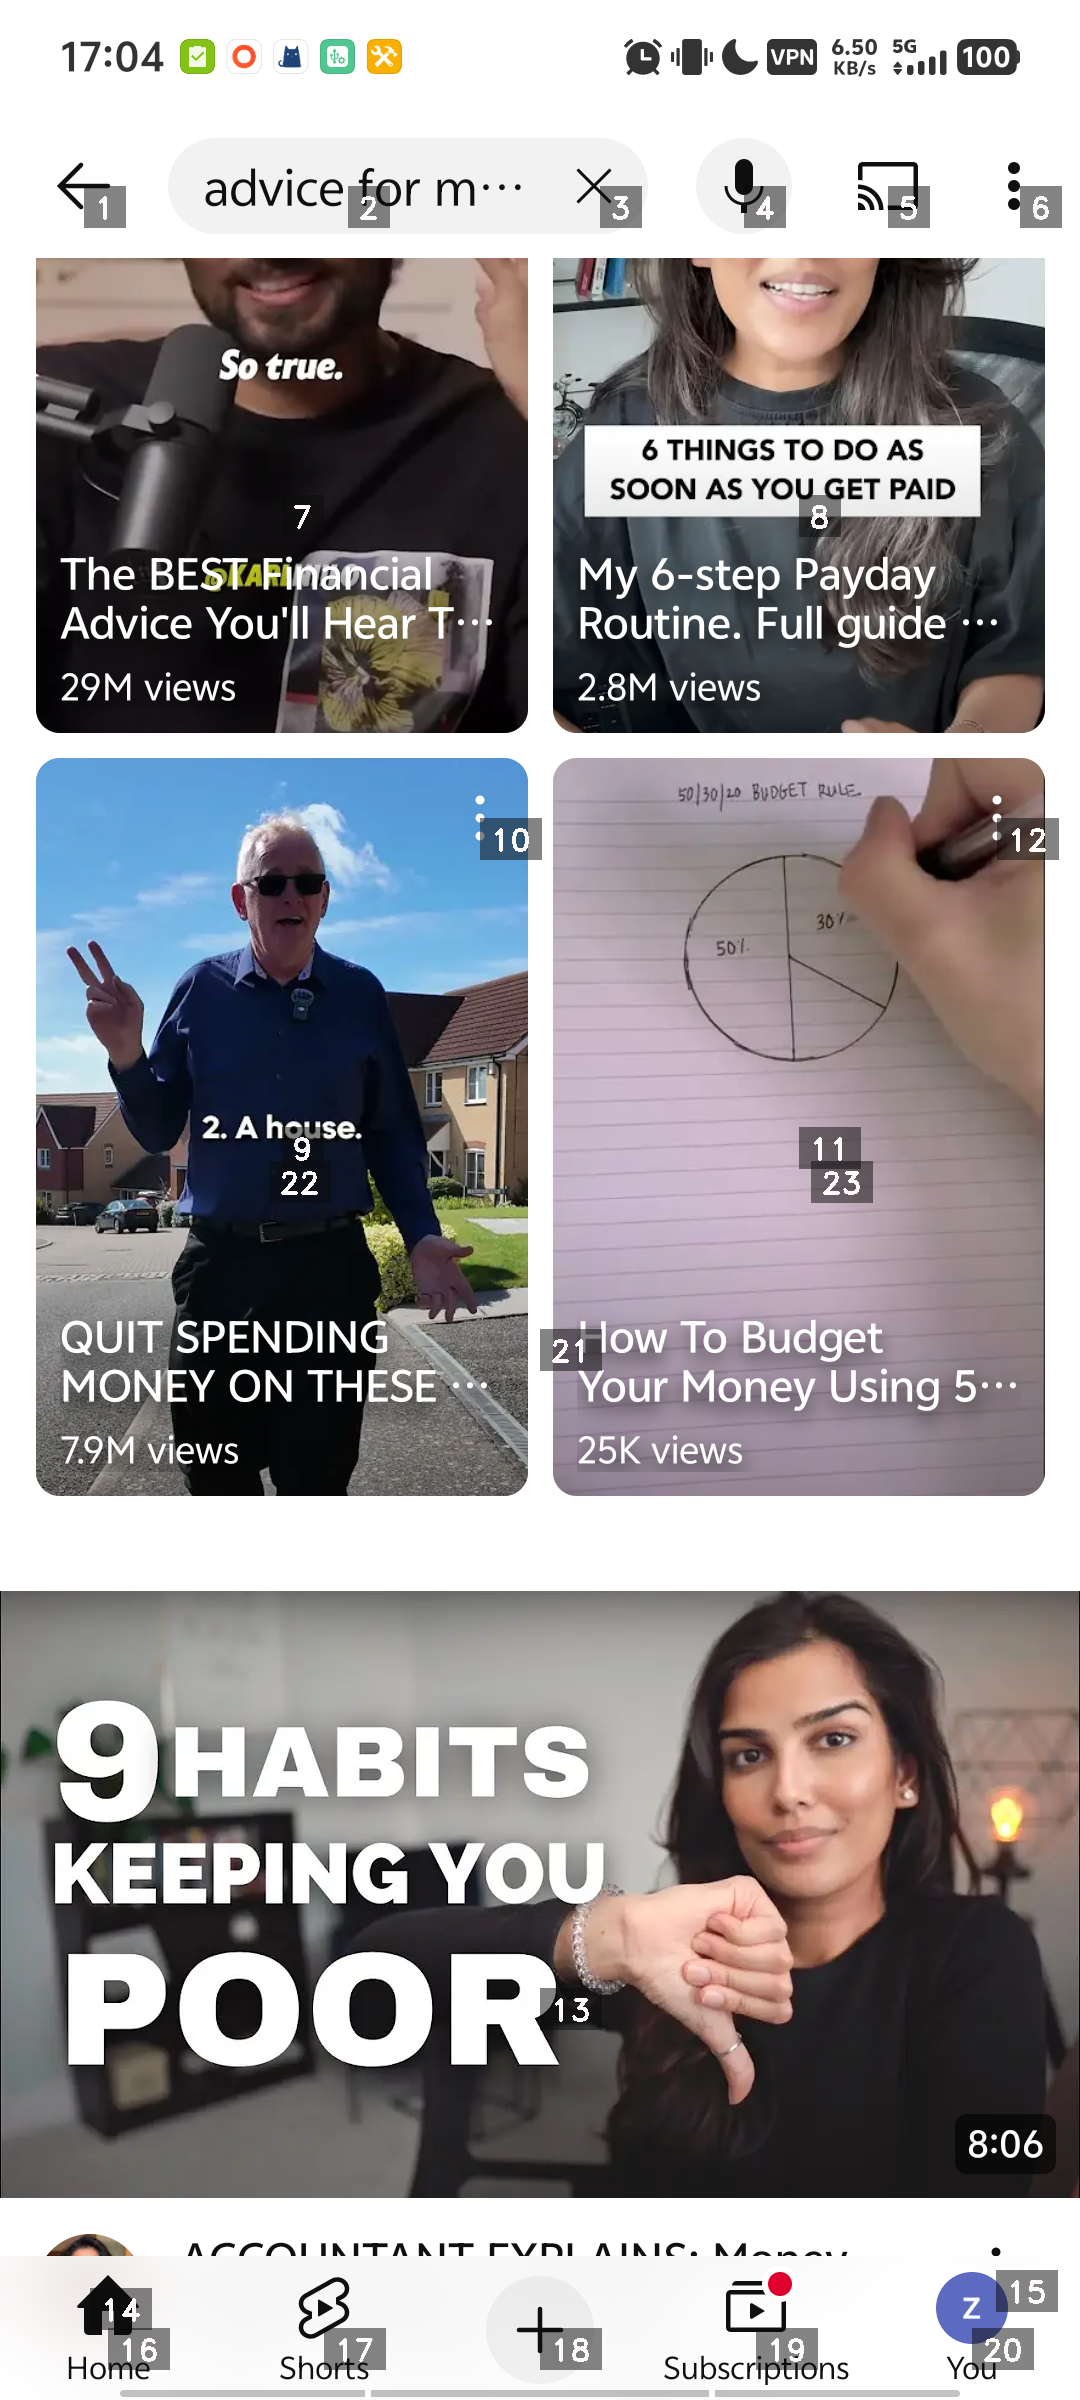 17:04
VPN
6.50
KB/s
5G
100
advice for m...
1
2
3
4
5
6
So true.
7
@KAPI
The BEST Financial
Advice You'll Hear T...
29M views
6 THINGS TO DO AS
SOON AS YOU GET PAID
8
My 6-step Payday
Routine. Full guide ...
2.8M views
10
2. A house.
9
22
QUIT SPENDING
MONEY ON THESE ...
7.9M views
50/30/20 BUDGET RULE
12
30%
50%
11
23
21
How To Budget
Your Money Using 5...
25K views
9 HABITS
KEEPING YOU
POOR
13
8:06
ACCOUNTANT EXPLAINS: Money
14
15
Z
16
17
18
19
20
Home
Shorts
Subscriptions
You